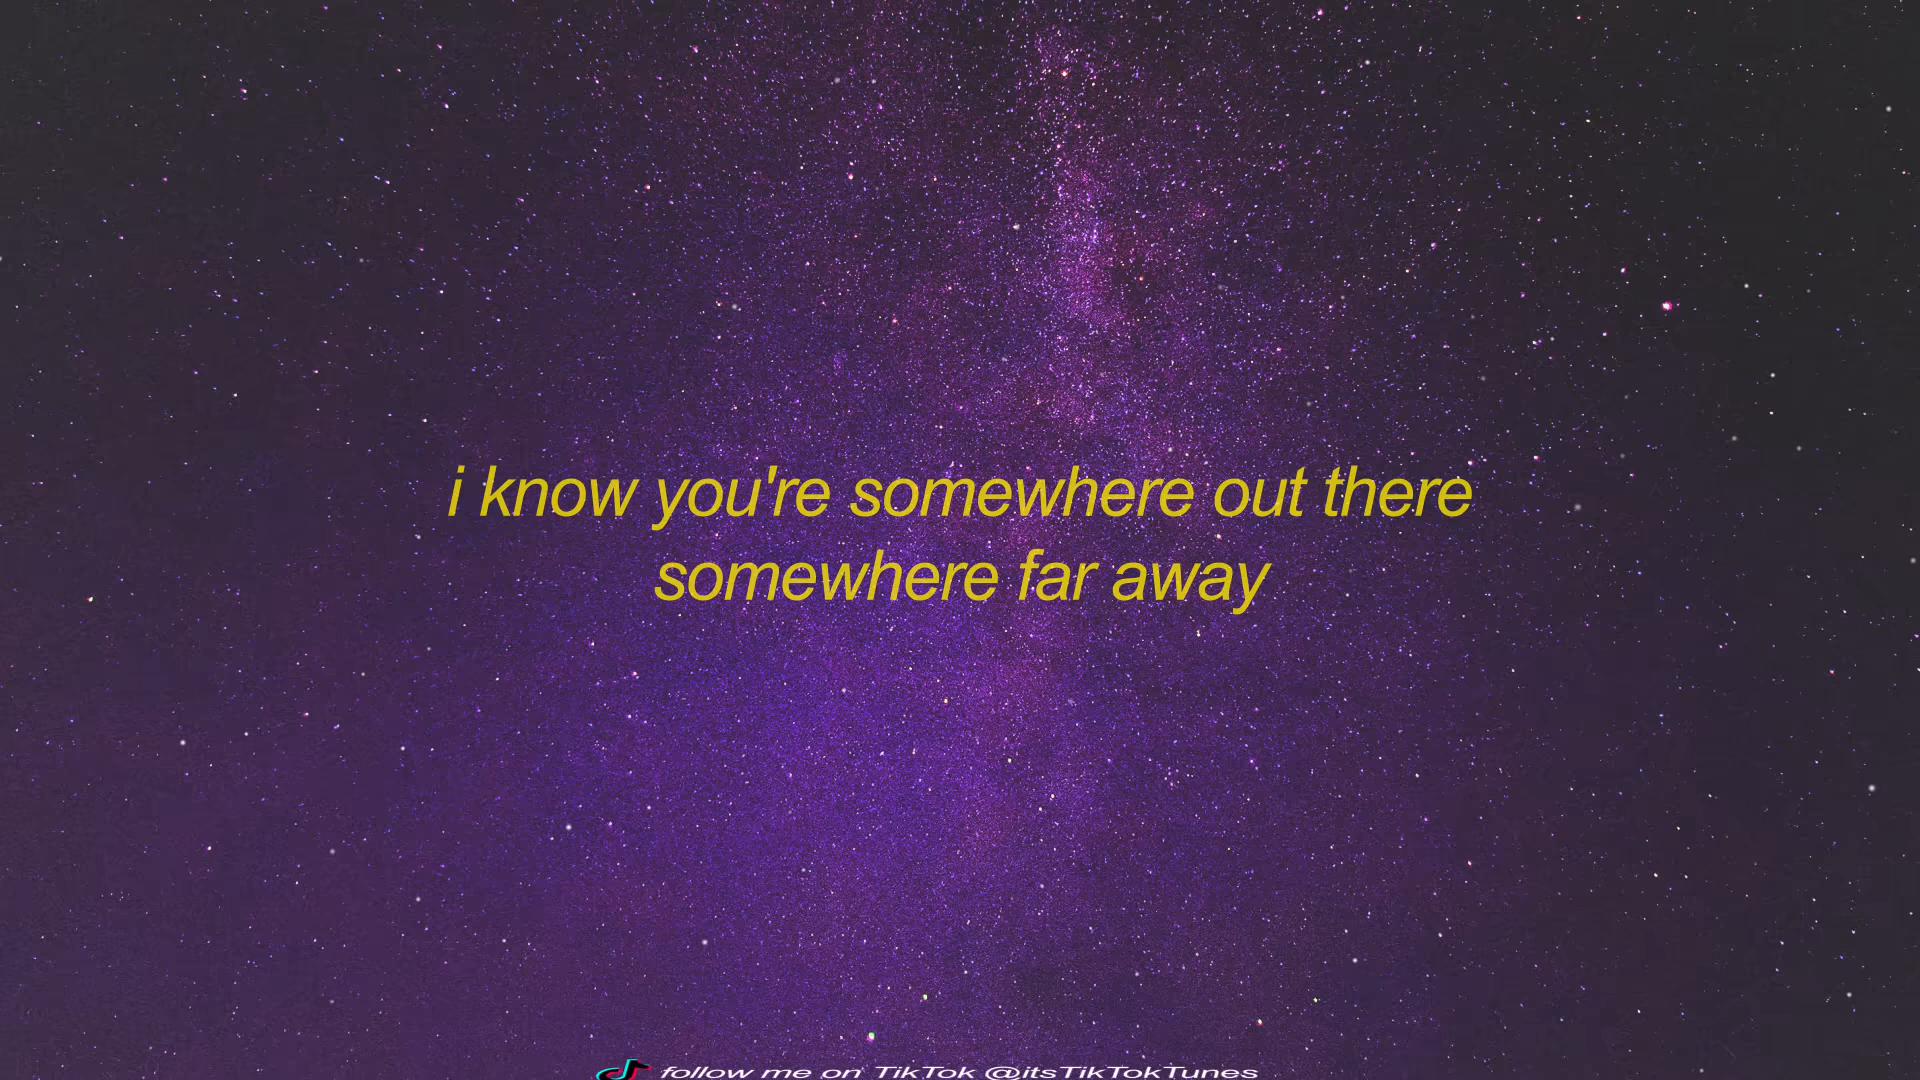 i know you're somewhere out there
somewhere far away
follow me on TikTok @itsTikTokTunes